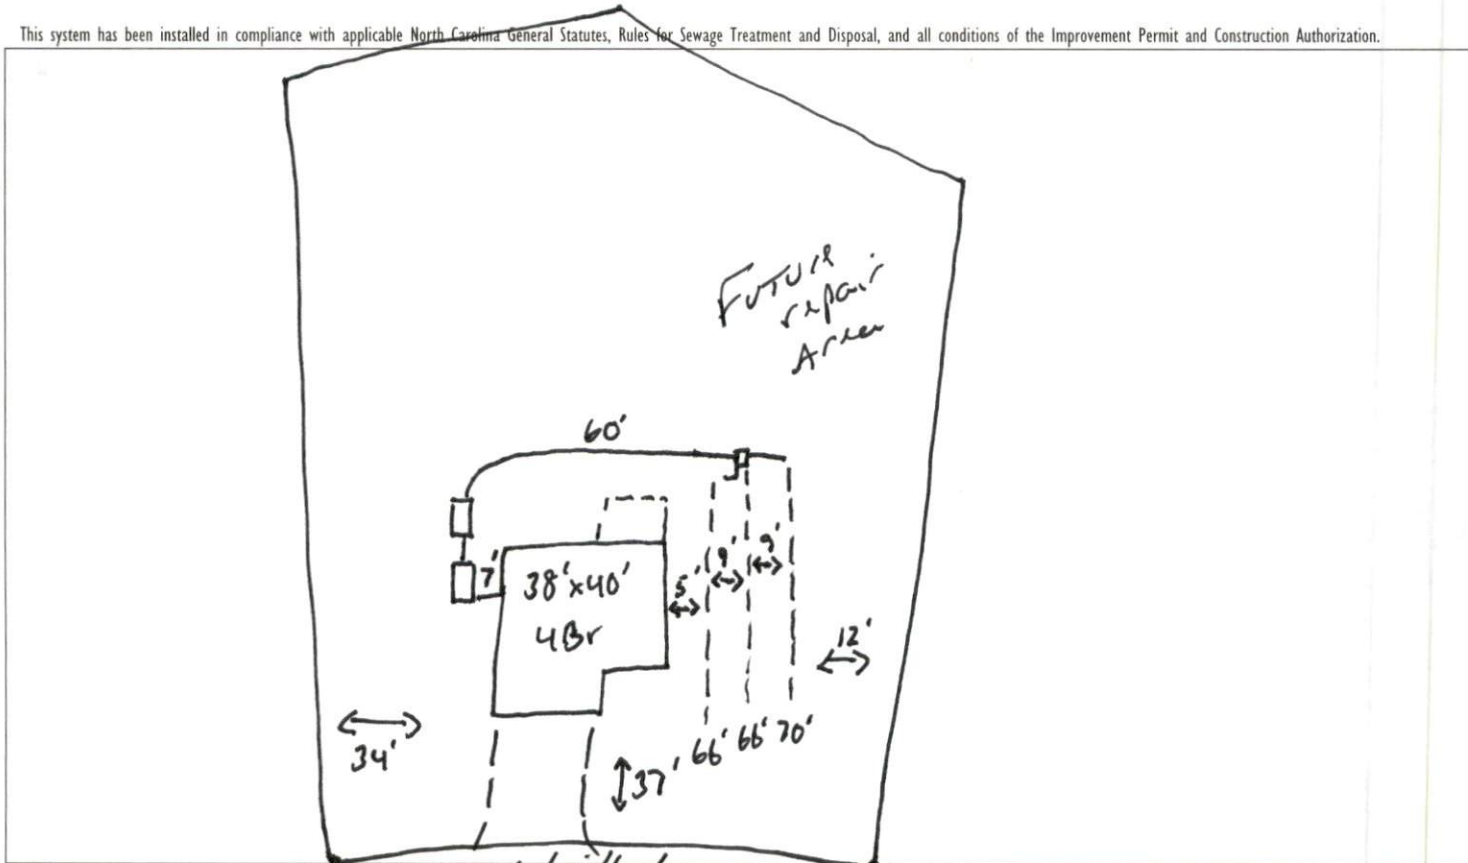 This system has been installed in compliance with applicable North Carolina General Statutes, Rules for Sewage Treatment and Disposal, and all conditions of the Improvement Permit and Construction Authorization.
Future
repair
Area
60'
7'
38'x40'
4Br
5'
9'
9'
12'
34'
37'
66'
66'
70'